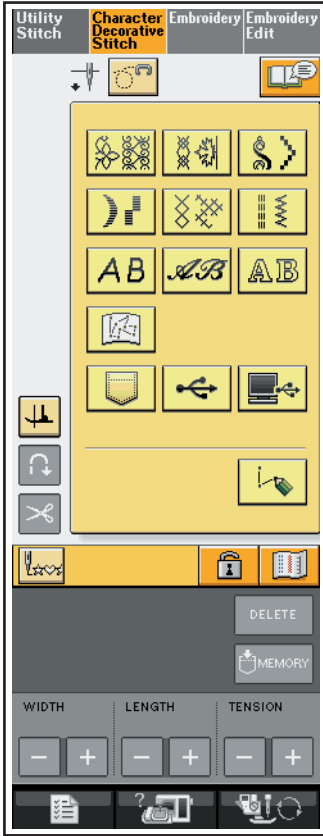 Utility
Stitch
Character
Decorative
Stitch
Embroidery
Embroidery
Edit
AB
AB
AB
DELETE
MEMORY
WIDTH
LENGTH
TENSION
- + - + - +
?